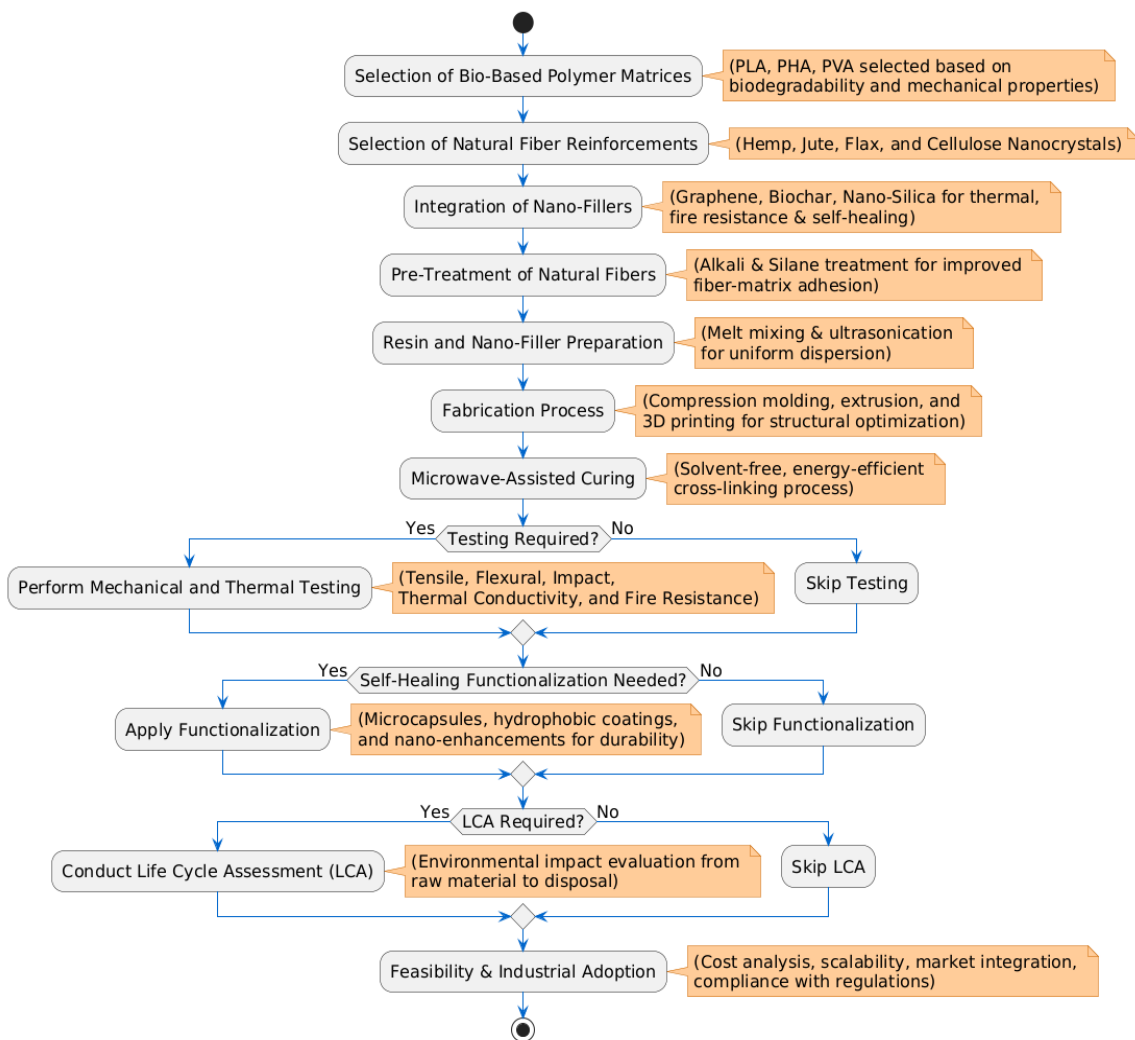 Selection of Bio-Based Polymer Matrices
(PLA, PHA, PVA selected based on
biodegradability and mechanical properties)
Selection of Natural Fiber Reinforcements
(Hemp, Jute, Flax, and Cellulose Nanocrystals)
Integration of Nano-Fillers
(Graphene, Biochar, Nano-Silica for thermal,
fire resistance & self-healing)
Pre-Treatment of Natural Fibers
(Alkali & Silane treatment for improved
fiber-matrix adhesion)
Resin and Nano-Filler Preparation
(Melt mixing & ultrasonication
for uniform dispersion)
Fabrication Process
(Compression molding, extrusion, and
3D printing for structural optimization)
Microwave-Assisted Curing
(Solvent-free, energy-efficient
cross-linking process)
Yes
Testing Required?
No
Perform Mechanical and Thermal Testing
(Tensile, Flexural, Impact,
Thermal Conductivity, and Fire Resistance)
Skip Testing
Yes
Self-Healing Functionalization Needed?
No
Apply Functionalization
(Microcapsules, hydrophobic coatings,
and nano-enhancements for durability)
Skip Functionalization
Yes
LCA Required?
No
Conduct Life Cycle Assessment (LCA)
(Environmental impact evaluation from
raw material to disposal)
Skip LCA
Feasibility & Industrial Adoption
(Cost analysis, scalability, market integration,
compliance with regulations)